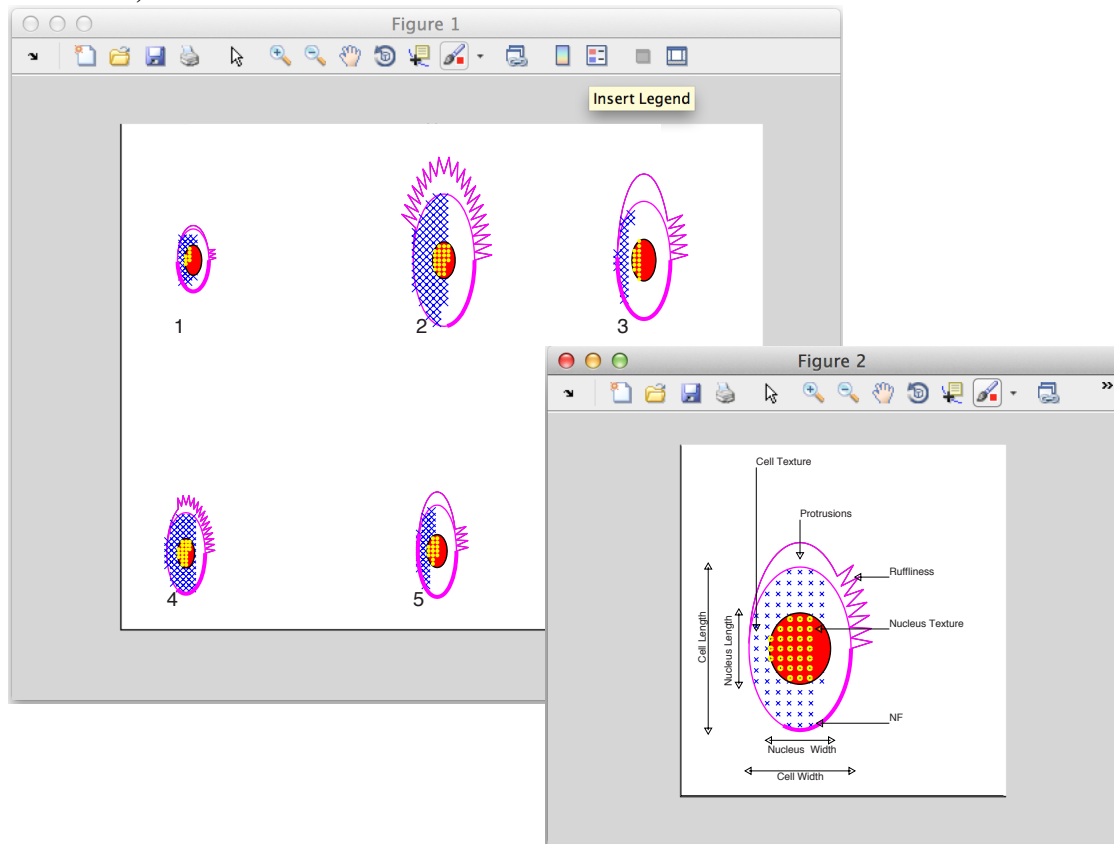 Figure 1
Insert Legend
1
2
3
4
5
Figure 2
Cell Texture
Protrusions
Ruffliness
Nucleus Texture
Cell Length
Nucleus Length
NF
Nucleus Width
Cell Width